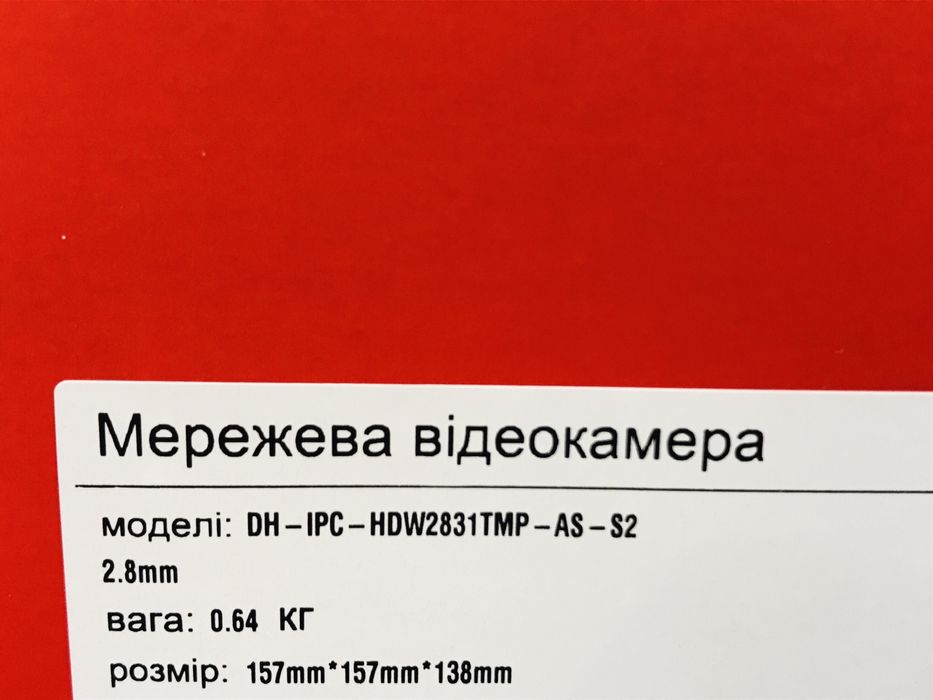 Мережева відеокамера
моделі: DH-IPC-HDW2831TMP-AS-S2
2.8mm
вага: 0.64 КГ
розмір: 157mm*157mm*138mm